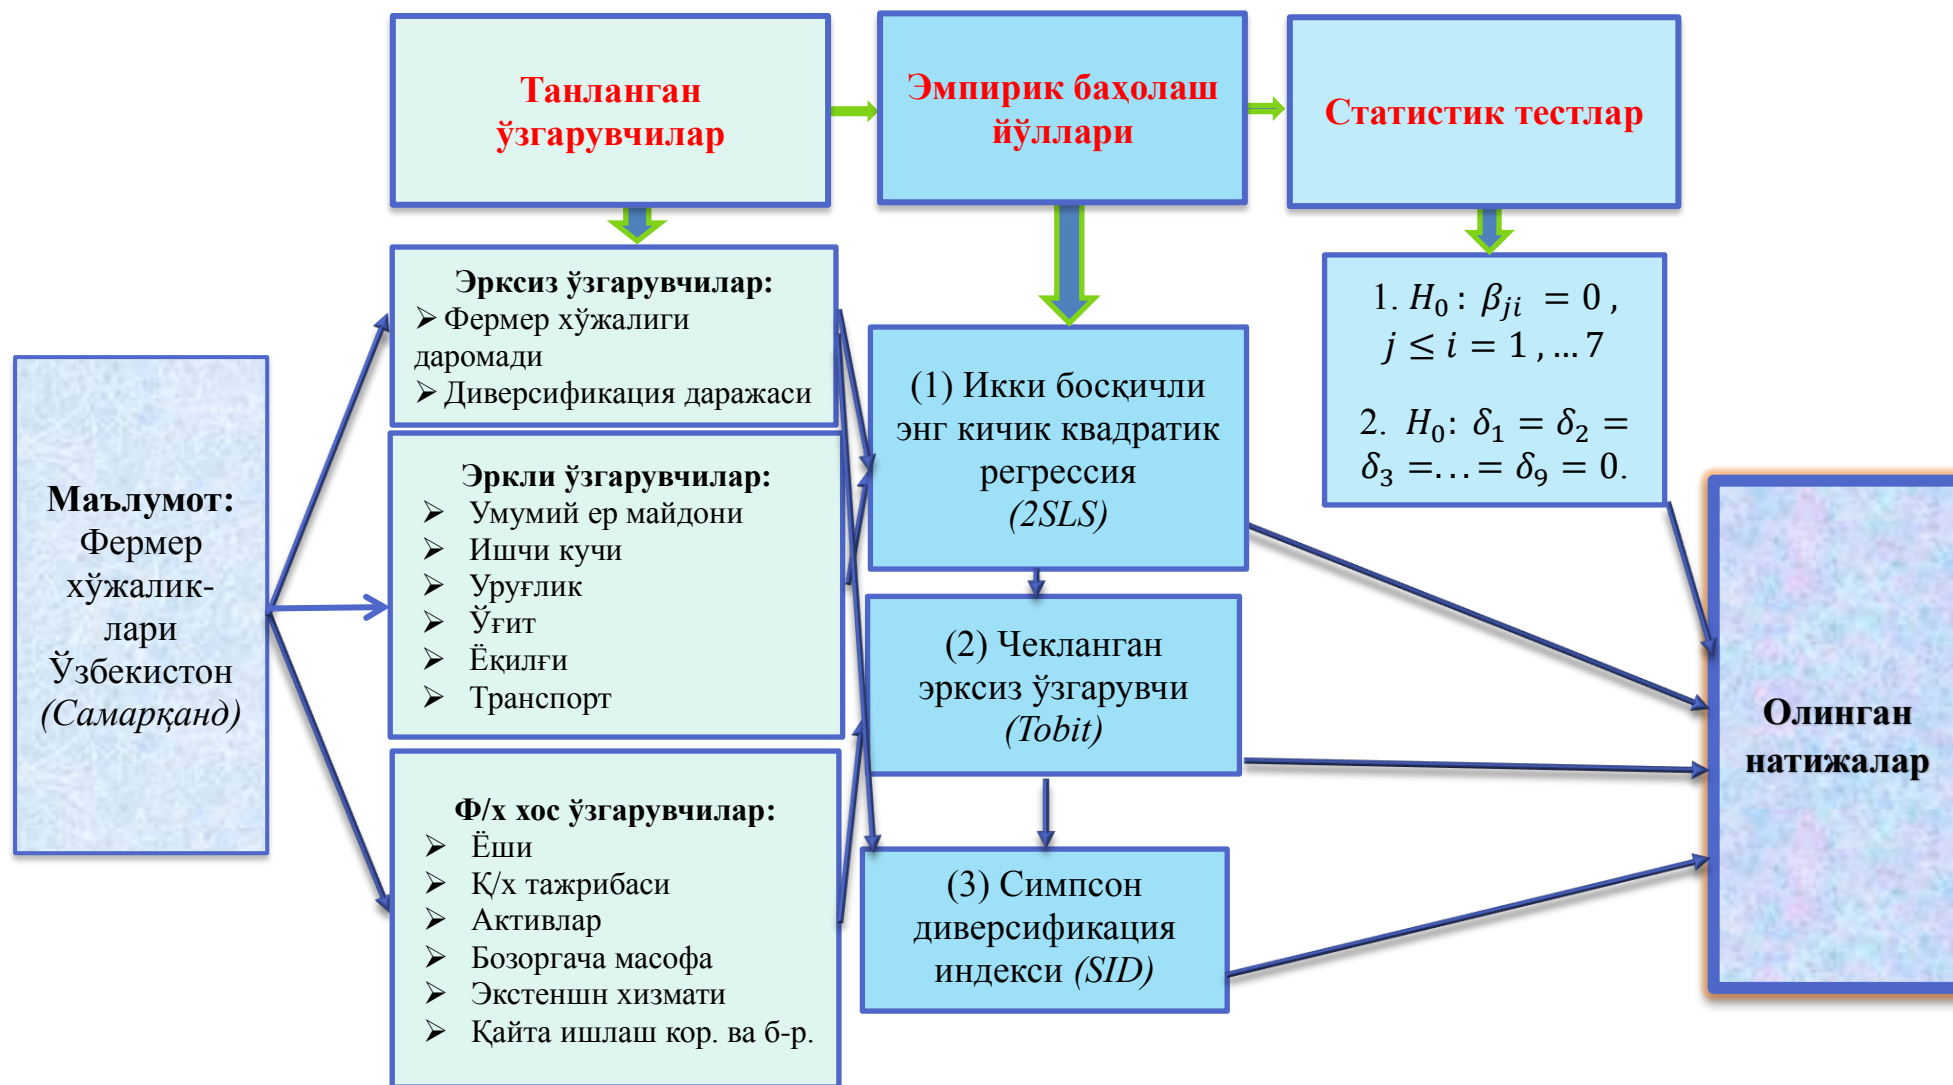 Танланган
ўзгарувчилар
Эмпирик баҳолаш
йўллари
Статистик тестлар
Маълумот:
Фермер
хўжалик-
лари
Ўзбекистон
(Самарқанд)
Эрксиз ўзгарувчилар:
➢ Фермер хўжалиги
даромади
➢ Диверсификация даражаси
Эркли ўзгарувчилар:
➢ Умумий ер майдони
➢ Ишчи кучи
➢ Уруғлик
➢ Ўғит
➢ Ёқилғи
➢ Транспорт
Ф/х хос ўзгарувчилар:
➢ Ёши
➢ Қ/х тажрибаси
➢ Активлар
➢ Бозоргача масофа
➢ Экстеншн хизмати
➢ Қайта ишлаш кор. ва б-р.
(1) Икки босқичли
энг кичик квадратик
регрессия
(2SLS)
(2) Чекланган
эрксиз ўзгарувчи
(Tobit)
(3) Симпсон
диверсификация
индекси (SID)
1. H₀: βⱼᵢ = 0 ,
j ≤ i = 1 , … 7
2. H₀: δ₁ = δ₂ =
δ₃ =. . . = δ₉ = 0.
Олинган
натижалар